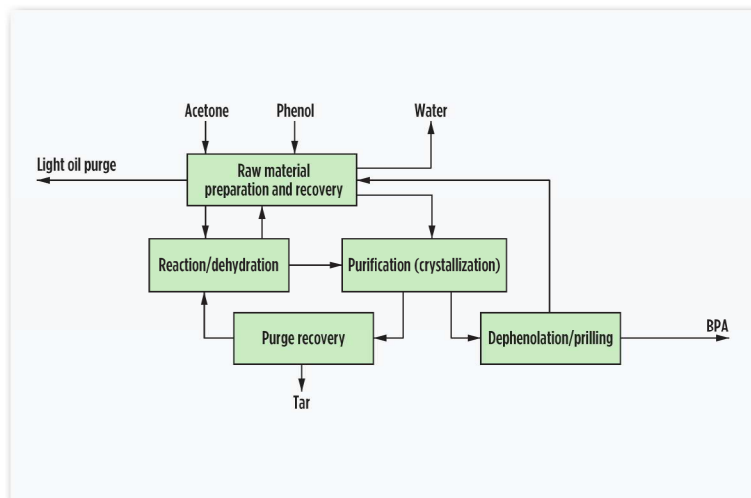 Acetone
Phenol
Water
Light oil purge
Raw material
preparation and recovery
Reaction/dehydration
Purification (crystallization)
Purge recovery
Dephenolation/prilling
BPA
Tar